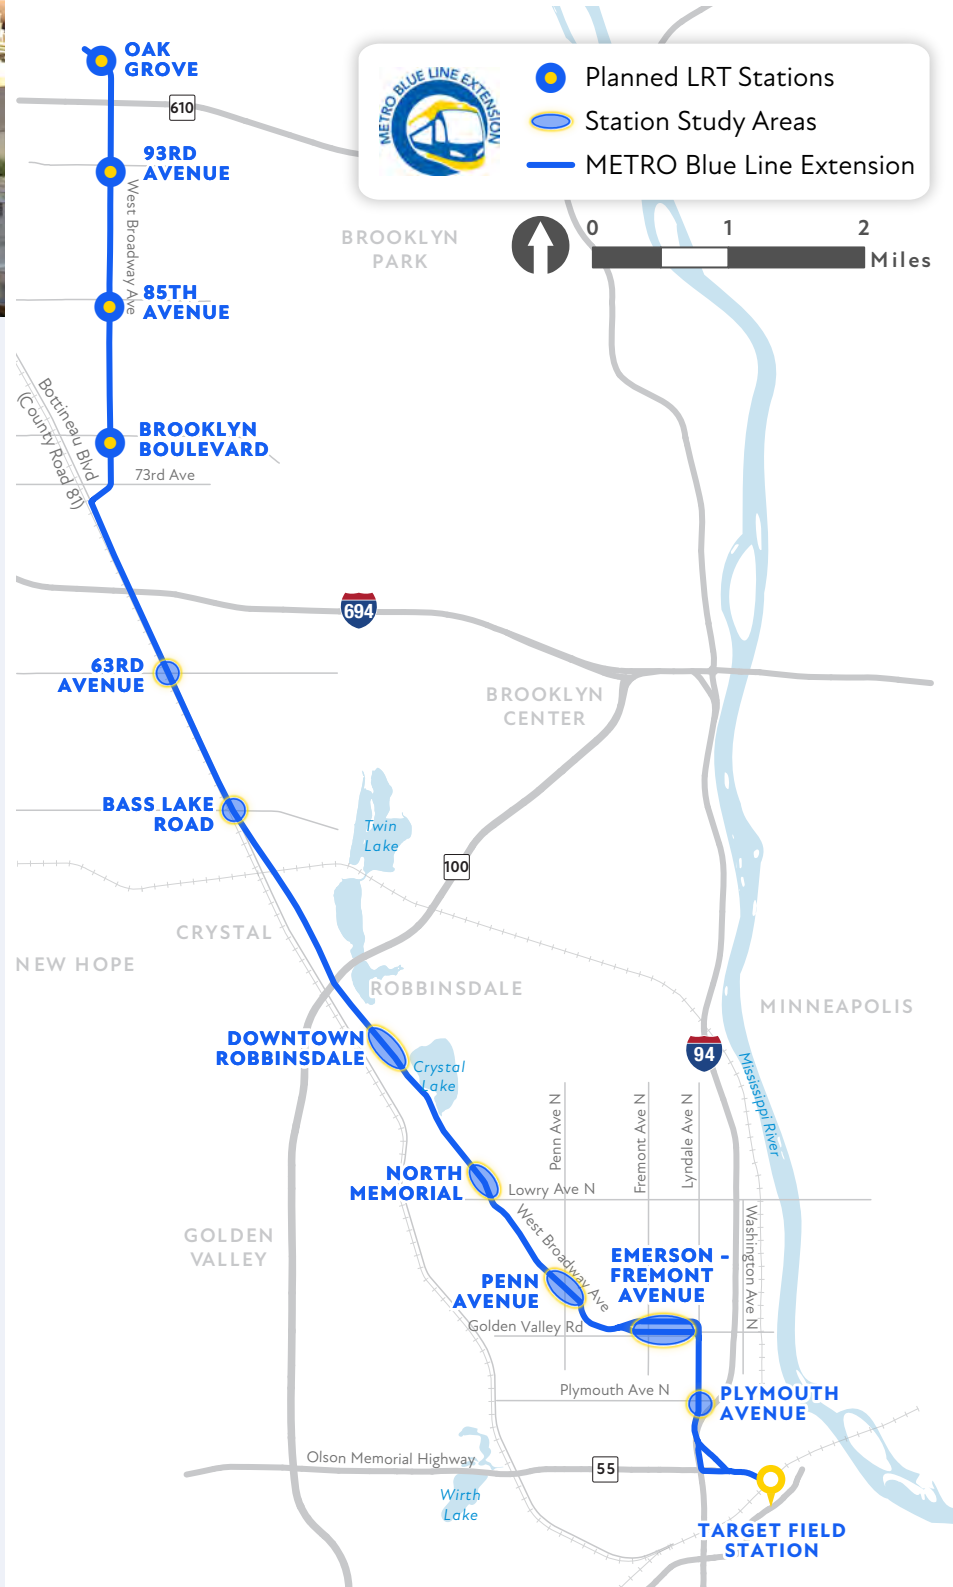 OAK
GROVE
METRO BLUE LINE EXTENSION
Planned LRT Stations
Station Study Areas
METRO Blue Line Extension
610
93RD
AVENUE
West Broadway Ave
0 1 2
Miles
BROOKLYN
PARK
85TH
AVENUE
Bottineau Blvd
(County Road 81)
BROOKLYN
BOULEVARD
73rd Ave
694
63RD
AVENUE
BROOKLYN
CENTER
BASS LAKE
ROAD
Twin
Lake
100
CRYSTAL
NEW HOPE
ROBBINSDALE
MINNEAPOLIS
DOWNTOWN
ROBBINSDALE
Crystal
Lake
94
Mississippi River
Penn Ave N
Fremont Ave N
Lyndale Ave N
NORTH
MEMORIAL
Lowry Ave N
West Broadway Ave
Washington Ave N
GOLDEN
VALLEY
EMERSON -
FREMONT
AVENUE
PENN
AVENUE
Golden Valley Rd
Plymouth Ave N
PLYMOUTH
AVENUE
Olson Memorial Highway
55
Wirth
Lake
TARGET FIELD
STATION